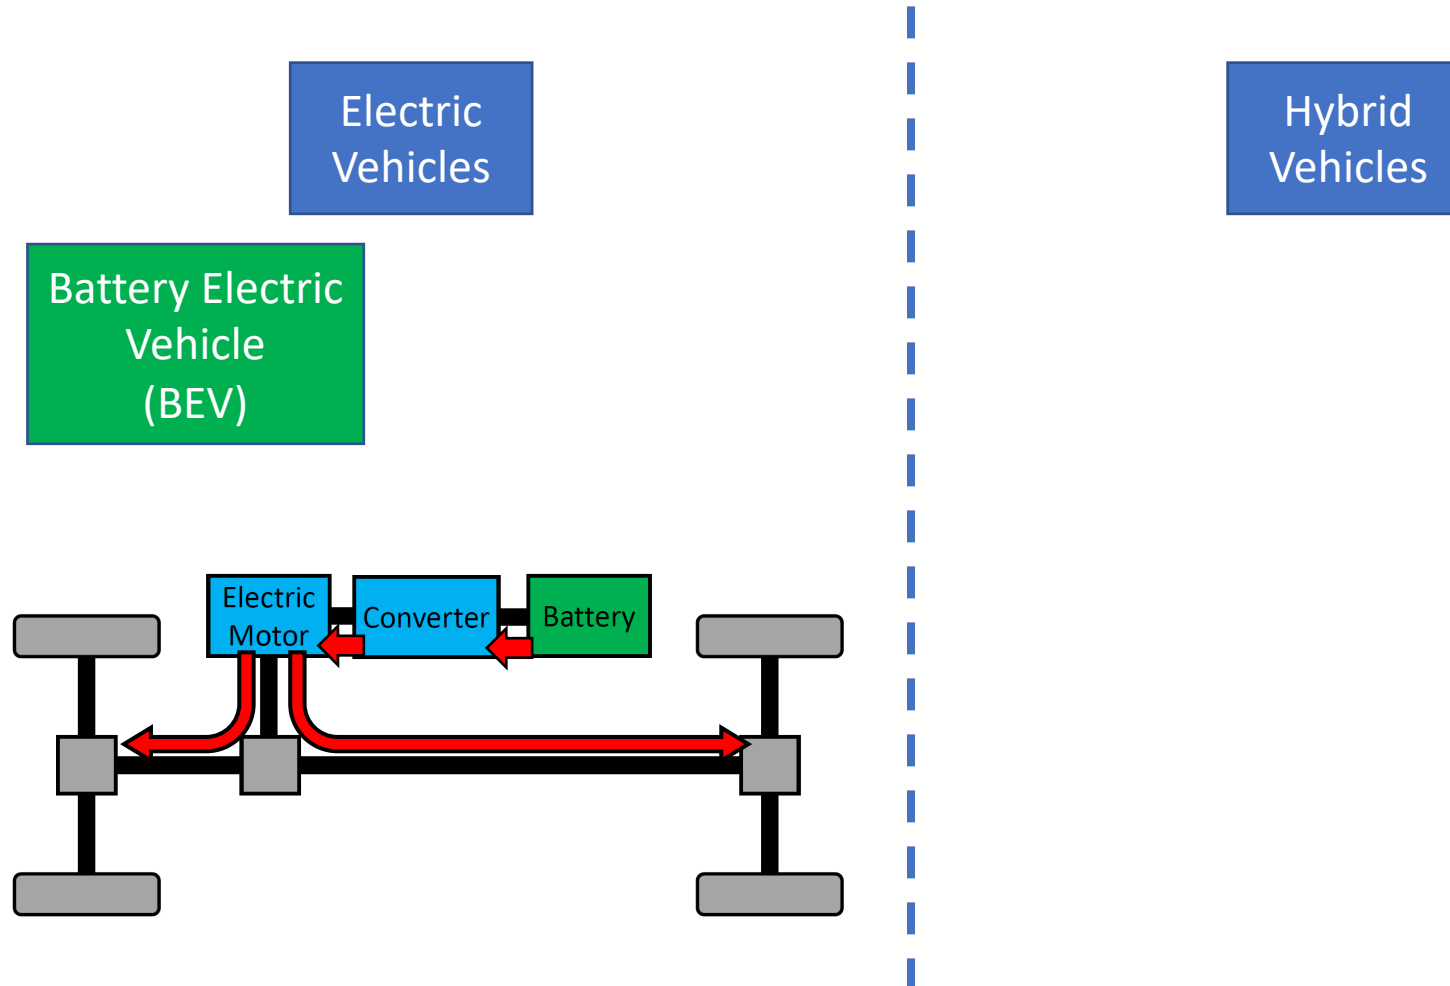 Electric
Vehicles
Hybrid
Vehicles
Battery Electric
Vehicle
(BEV)
Electric
Motor
Converter
Battery